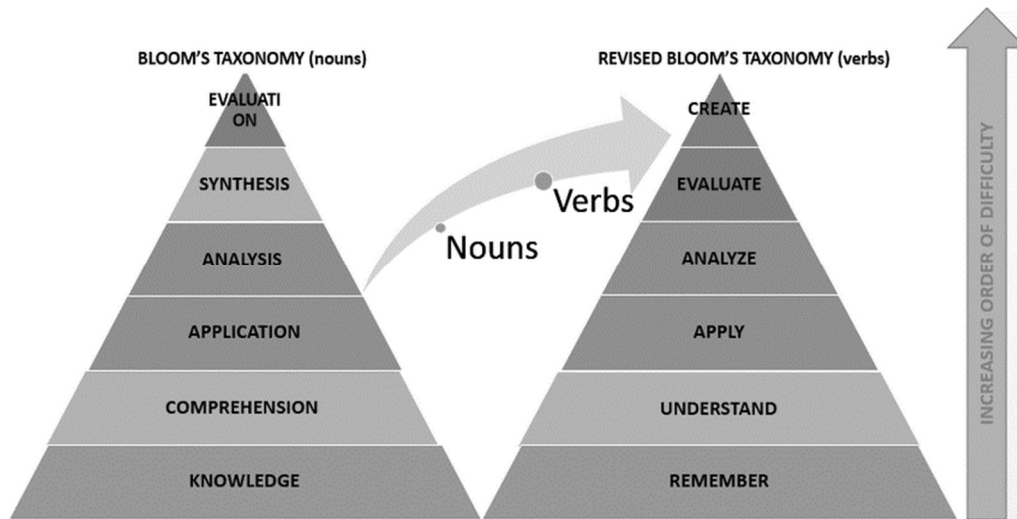 BLOOM'S TAXONOMY (nouns)
EVALUATI
ON
SYNTHESIS
ANALYSIS
APPLICATION
COMPREHENSION
KNOWLEDGE
Nouns
Verbs
REVISED BLOOM'S TAXONOMY (verbs)
CREATE
EVALUATE
ANALYZE
APPLY
UNDERSTAND
REMEMBER
INCREASING ORDER OF DIFFICULTY